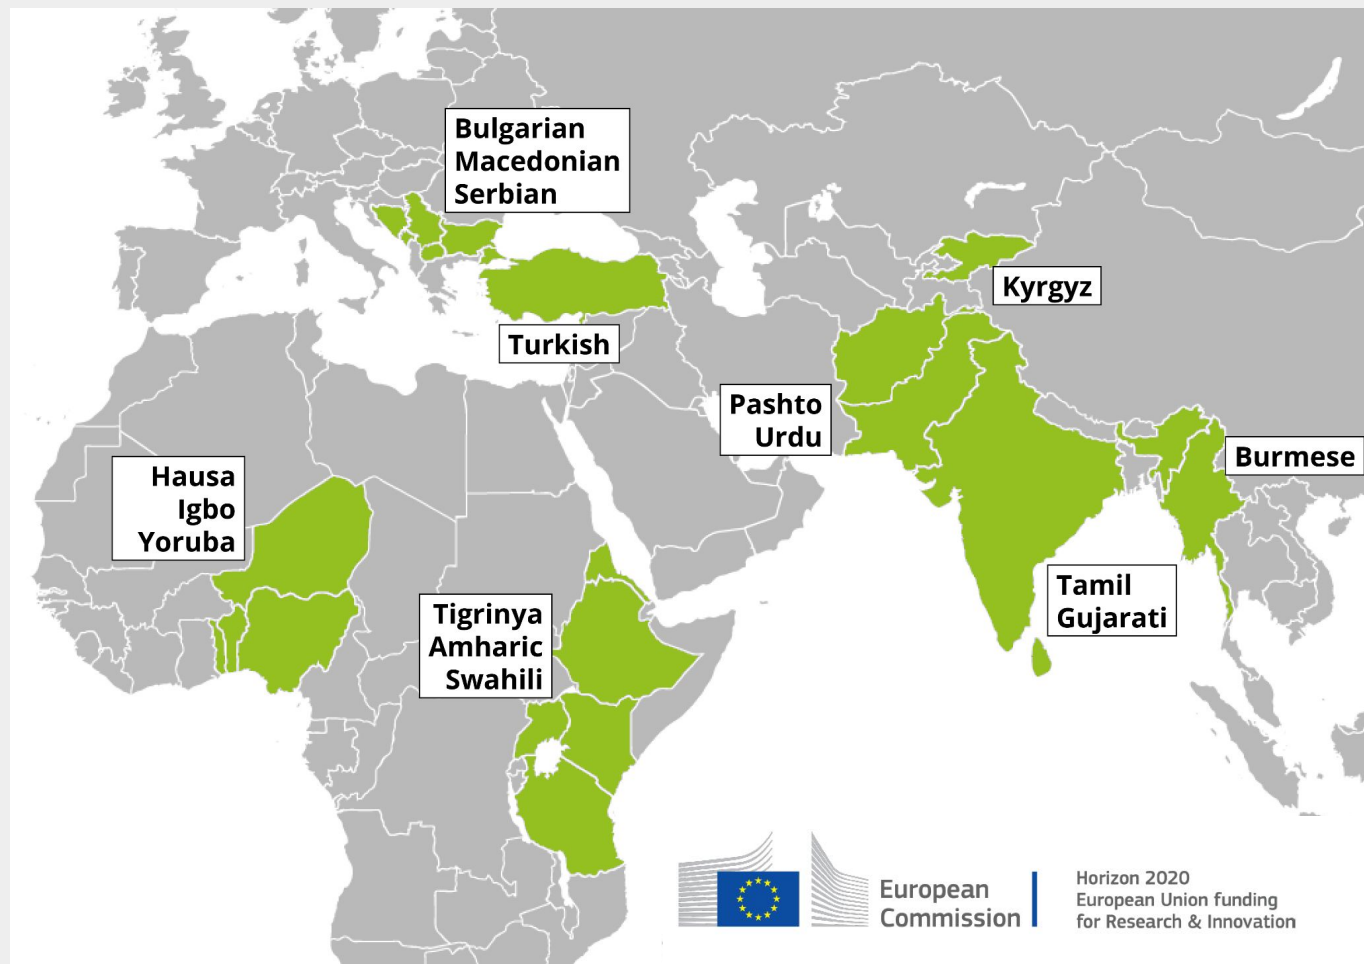 Bulgarian
Macedonian
Serbian
Kyrgyz
Turkish
Pashto
Urdu
Burmese
Hausa
Igbo
Yoruba
Tamil
Gujarati
Tigrinya
Amharic
Swahili
European
Commission
Horizon 2020
European Union funding
for Research & Innovation